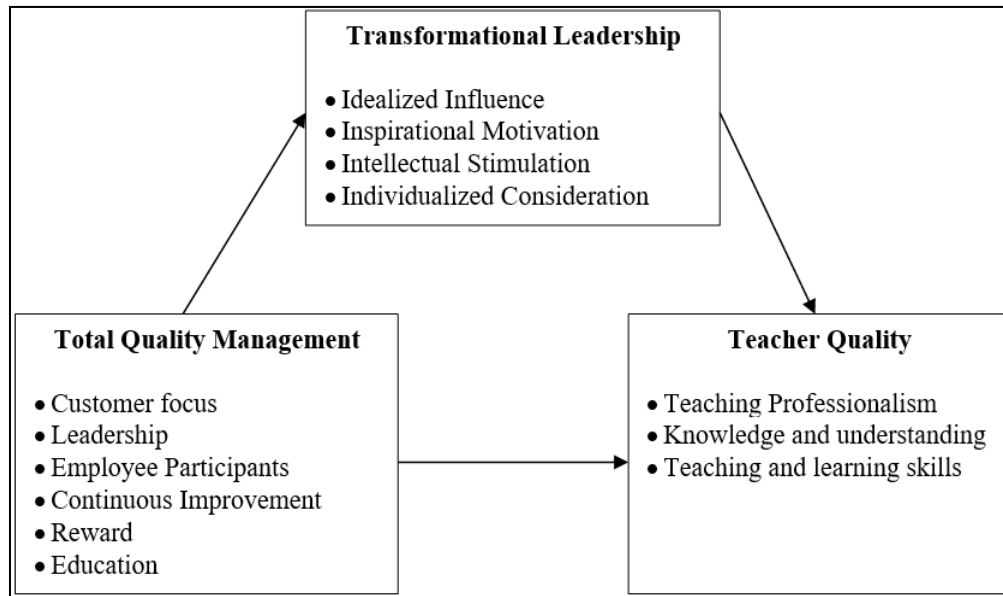 Transformational Leadership
• Idealized Influence
• Inspirational Motivation
• Intellectual Stimulation
• Individualized Consideration
Total Quality Management
• Customer focus
• Leadership
• Employee Participants
• Continuous Improvement
• Reward
• Education
Teacher Quality
• Teaching Professionalism
• Knowledge and understanding
• Teaching and learning skills